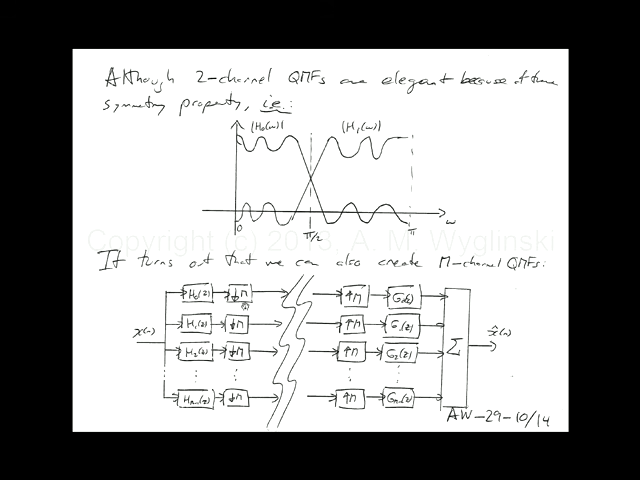 Although 2-channel QMFs are elegant because of their
symmetry property, i.e.:
|H₀(ω)| |H₁(ω)|
0 π/2 π ω
Copyright (c) 2013. A. M. Wyglinski
It turns out that we can also create M-channel QMFs:
H₀(z) ↓M ↑M G₀(z)
H₁(z) ↓M ↑M G₁(z)
x(n) Σ x̂(n)
H₂(z) ↓M ↑M G₂(z)
⋮ ⋮ ⋮ ⋮
Hₘ₋₁(z) ↓M ↑M Gₘ₋₁(z)
AW-29-10/14